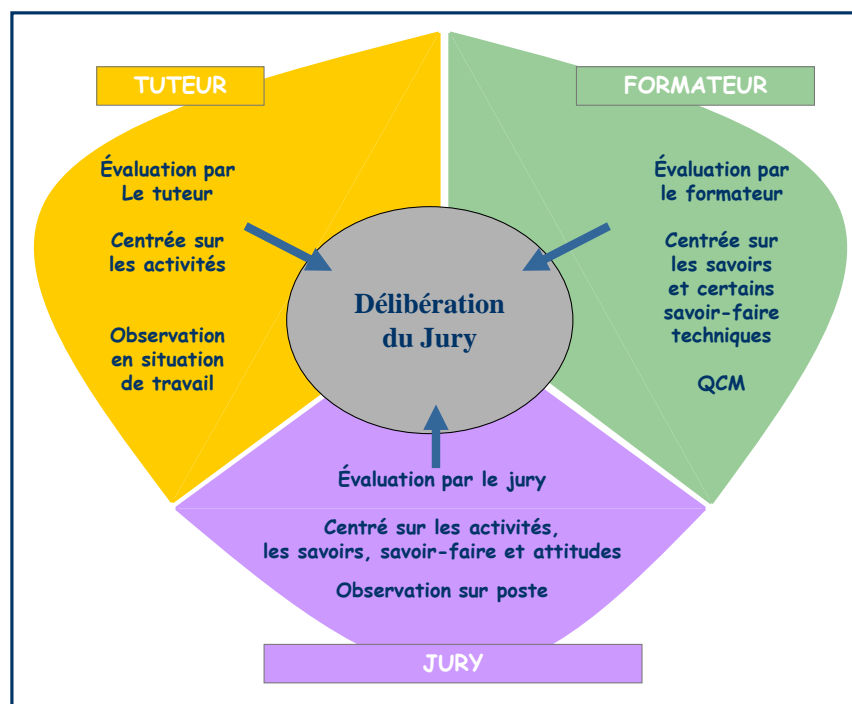 TUTEUR
Évaluation par
Le tuteur
Centrée sur
les activités
Observation
en situation
de travail
FORMATEUR
Évaluation par
le formateur
Centrée sur
les savoirs
et certains
savoir-faire
techniques
QCM
Délibération
du Jury
Évaluation par le jury
Centré sur les activités,
les savoirs, savoir-faire et attitudes
Observation sur poste
JURY